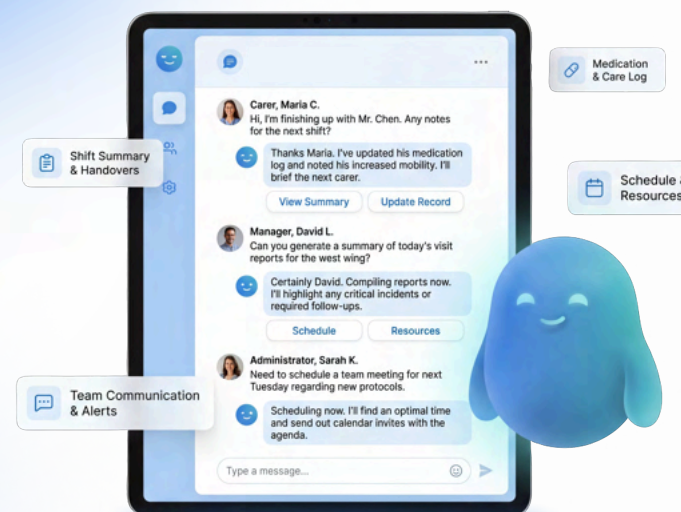 Medication
& Care Log
Carer, Maria C.
Hi, I'm finishing up with Mr. Chen. Any notes
for the next shift?
Shift Summary
& Handovers
Thanks Maria. I've updated his medication
log and noted his increased mobility. I'll
brief the next carer.
View Summary
Update Record
Schedule &
Resources
Manager, David L.
Can you generate a summary of today's visit
reports for the west wing?
Certainly David. Compiling reports now.
I'll highlight any critical incidents or
required follow-ups.
Schedule
Resources
Administrator, Sarah K.
Need to schedule a team meeting for next
Tuesday regarding new protocols.
Team Communication
& Alerts
Scheduling now. I'll find an optimal time
and send out calendar invites with the
agenda.
Type a message...